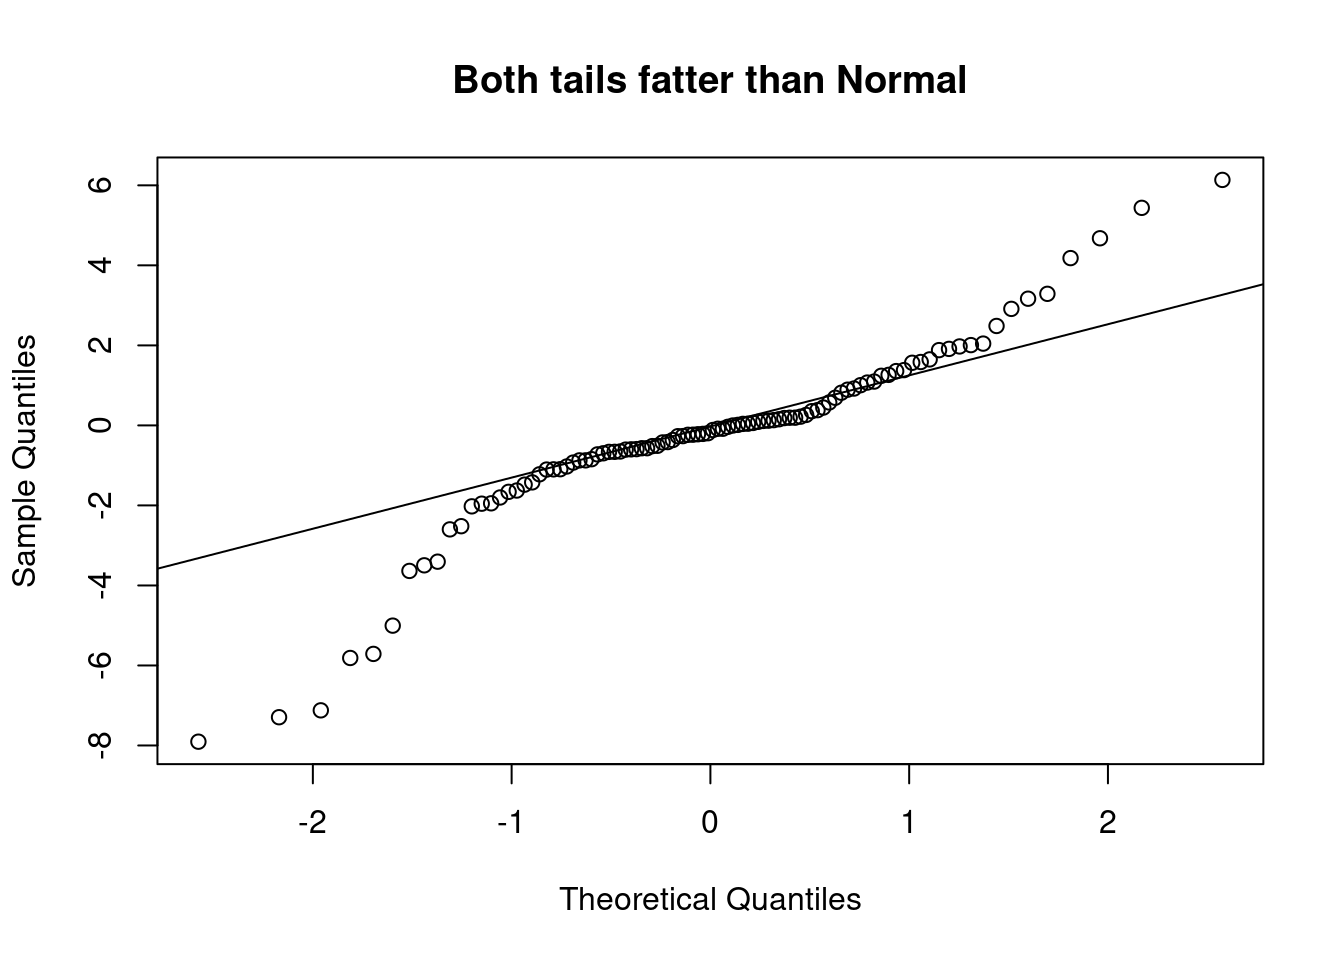 Both tails fatter than Normal
Sample Quantiles
6
4
2
0
-2
-4
-6
-8
-2 -1 0 1 2
Theoretical Quantiles